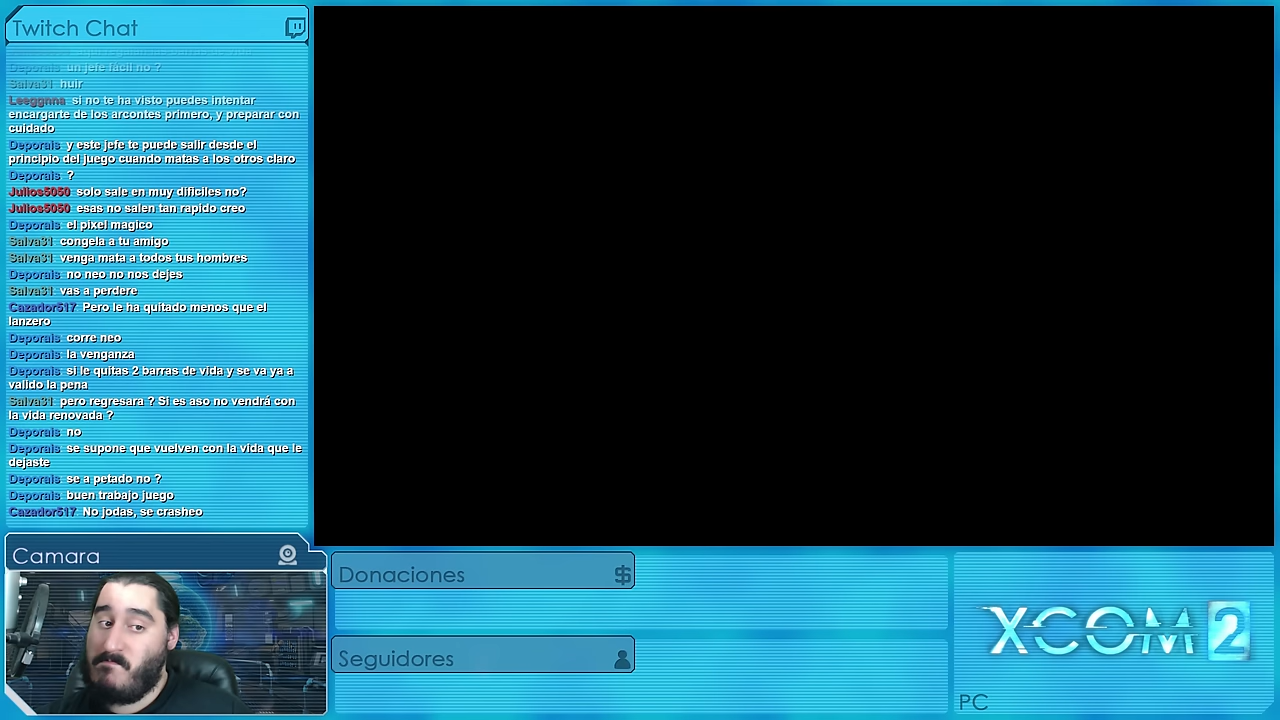 Twitch Chat
Deporais un jefe fácil no ?
Salva31 huir
Leeggnna si no te ha visto puedes intentar
encargarte de los arcontes primero, y preparar con
cuidado
Deporais y este jefe te puede salir desde el
principio del juego cuando matas a los otros claro
Deporais ?
Julios5050 solo sale en muy dificiles no?
Julios5050 esas no salen tan rapido creo
Deporais el pixel magico
Salva31 congela a tu amigo
Salva31 venga mata a todos tus hombres
Deporais no neo no nos dejes
Salva31 vas a perdere
Cazador517 Pero le ha quitado menos que el
lanzero
Deporais corre neo
Deporais la venganza
Deporais si le quitas 2 barras de vida y se va ya a
valido la pena
Salva31 pero regresara ? Si es aso no vendrá con
la vida renovada ?
Deporais no
Deporais se supone que vuelven con la vida que le
dejaste
Deporais se a petado no ?
Deporais buen trabajo juego
Cazador517 No jodas, se crasheo
Camara
Donaciones
$
Seguidores
XCOM 2
PC